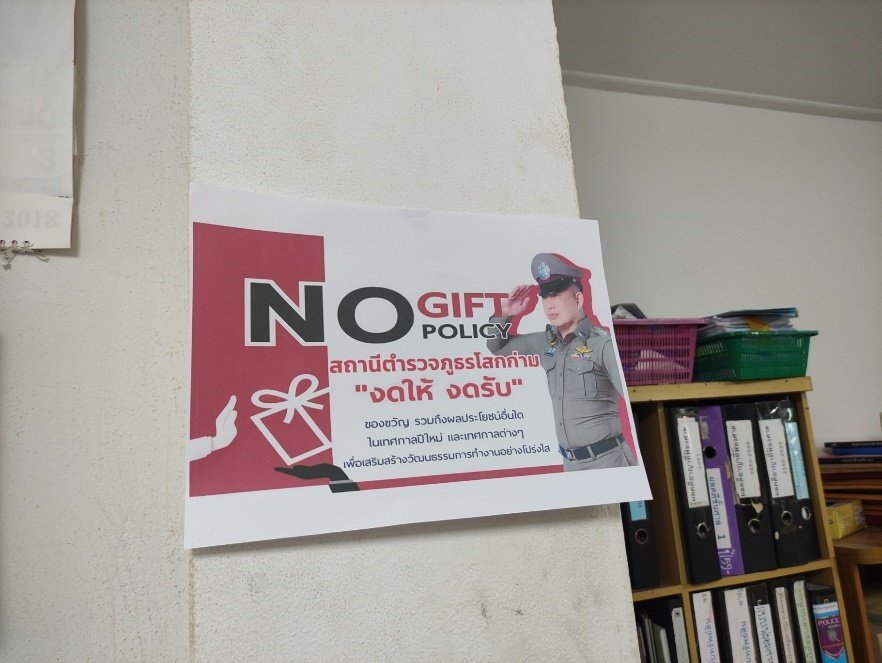 NO GIFT
POLICY
สถานีตำรวจภูธรโสกก่าม
"งดให้ งดรับ"
ของขวัญ รวมถึงผลประโยชน์อื่นใด
ในเทศกาลปีใหม่ และเทศกาลต่างๆ
เพื่อเสริมสร้างวัฒนธรรมการทำงานอย่างโปร่งใส
2018
POLICE